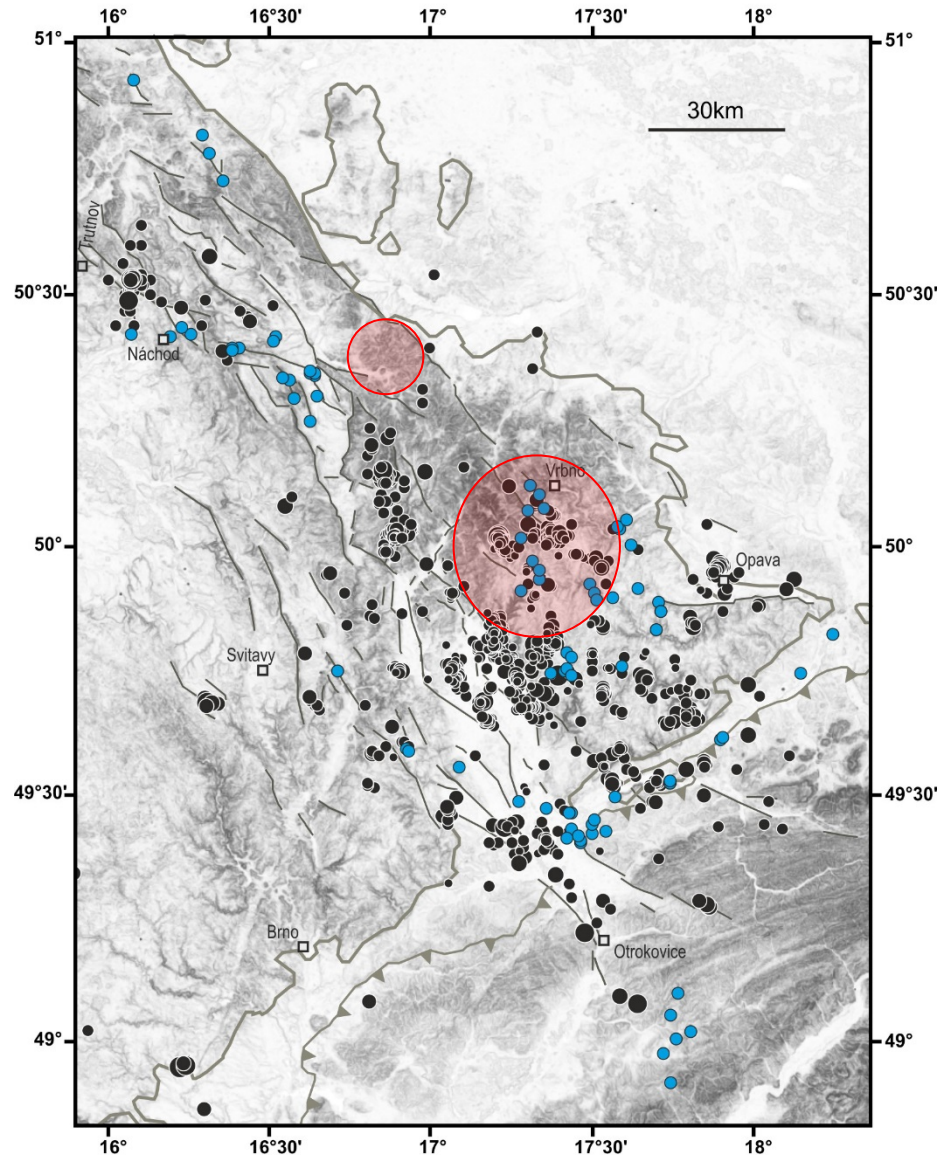 16° 16°30' 17° 17°30' 18°
51° 51°
30km
Trutnov
50°30' 50°30'
Náchod
Vrbno
50° 50°
Opava
Svitavy
49°30' 49°30'
Brno
Otrokovice
49° 49°
16° 16°30' 17° 17°30' 18°